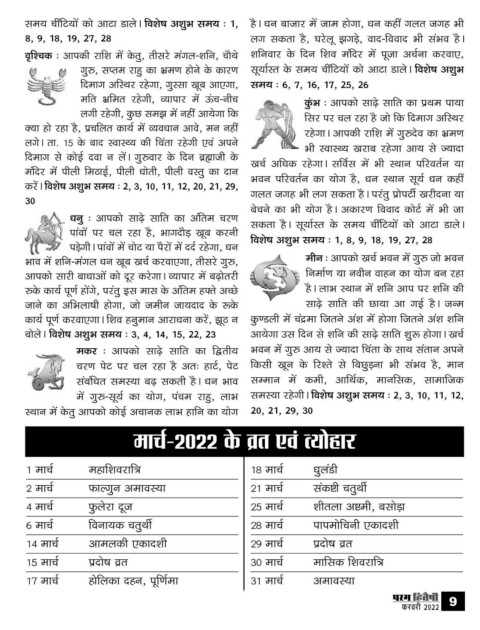 समय चींटियों को आटा डाले। विशेष अशुभ समय : 1,
8, 9, 18, 19, 27, 28
वृश्चिक : आपकी राशि में केतु, तीसरे मंगल-शनि, चौथे
गुरु, सप्तम राहु का भ्रमण होने के कारण
दिमाग अस्थिर रहेगा, गुस्सा खूब आएगा,
मति भ्रमित रहेगी, व्यापार में ऊंच-नीच
लगी रहेगी, कुछ समझ में नहीं आयेगा कि
क्या हो रहा है, प्रचलित कार्य में व्यवधान आवे, मन नहीं
लगे। ता. 15 के बाद स्वास्थ्य की चिंता रहेगी एवं अपने
दिमाग से कोई दवा न लें। गुरुवार के दिन ब्रह्माजी के
मंदिर में पीली मिठाई, पीली धोती, पीली वस्तु का दान
करें। विशेष अशुभ समय : 2, 3, 10, 11, 12, 20, 21, 29,
30
धनु : आपको साढ़े साति का अंतिम चरण
पांवों पर चल रहा है, भागदौड़ खूब करनी
पढ़ेगी। पांवों में चोट या पैरों में दर्द रहेगा, धन
भाव में शनि-मंगल धन खूब खर्च करवाएगा, तीसरे गुरु,
आपको सारी बाधाओं को दूर करेगा। व्यापार में बढ़ोतरी
रुके कार्य पूर्ण होंगे, परंतु इस मास के अंतिम हफ्ते अच्छे
जाने का अभिलाषी होगा, जो जमीन जायदाद के रूके
कार्य पूर्ण करवाएगा। शिव हनुमान आराधना करें, झूठ न
बोले। विशेष अशुभ समय : 3, 4, 14, 15, 22, 23
मकर : आपको साढ़े साति का द्वितीय
चरण पेट पर चल रहा है अतः हार्ट, पेट
संबंधित समस्या बढ़ सकती है। धन भाव
में गुरु-सूर्य का योग, पंचम राहु, लाभ
स्थान में केतु आपको कोई अचानक लाभ हानि का योग
है। धन बाजार में जाम होगा, धन कहीं गलत जगह भी
लग सकता है, घरेलू झगड़े, वाद-विवाद भी संभव है।
शनिवार के दिन शिव मंदिर में पूजा अर्चना करवाए,
सूर्यास्त के समय चींटियों को आटा डाले। विशेष अशुभ
समय : 6, 7, 16, 17, 25, 26
कुंभ : आपको साढ़े साति का प्रथम पाया
सिर पर चल रहा है जो कि दिमाग अस्थिर
रहेगा। आपकी राशि में गुरुदेव का भ्रमण
भी स्वास्थ्य खराब रहेगा आय से ज्यादा
खर्च अधिक रहेगा। सर्विस में भी स्थान परिवर्तन या
भवन परिवर्तन का योग है, धन स्थान सूर्य धन कहीं
गलत जगह भी लग सकता है। परंतु प्रोपर्टी खरीदना या
बेचने का भी योग है। अकारण विवाद कोर्ट में भी जा
सकता है। सूर्यास्त के समय चींटियों को आटा डाले।
विशेष अशुभ समय : 1, 8, 9, 18, 19, 27, 28
मीन : आपको खर्च भवन में गुरु जो भवन
निर्माण या नवीन वाहन का योग बन रहा
है। लाभ स्थान में शनि आप पर शनि की
साढ़े साति की छाया आ गई है। जन्म
कुण्डली में चंद्रमा जितने अंश में होगा जितने अंश शनि
आयेगा उस दिन से शनि की साढ़े साति शुरू होगा। खर्च
भवन में गुरु आय से ज्यादा चिंता के साथ संतान अपने
किसी खून के रिश्ते से बिछुड़ना भी संभव है, मान
सम्मान में कमी, आर्थिक, मानसिक, सामाजिक
समस्या रहेगी। विशेष अशुभ समय : 2, 3, 10, 11, 12,
20, 21, 29, 30
मार्च-2022 के व्रत एवं त्योहार
1 मार्च महाशिवरात्रि
2 मार्च फाल्गुन अमावस्या
4 मार्च फुलेरा दूज
6 मार्च विनायक चतुर्थी
14 मार्च आमलकी एकादशी
15 मार्च प्रदोष व्रत
17 मार्च होलिका दहन, पूर्णिमा
18 मार्च धुलंडी
21 मार्च संकष्टी चतुर्थी
25 मार्च शीतला अष्टमी, बसोड़ा
28 मार्च पापमोचिनी एकादशी
29 मार्च प्रदोष व्रत
30 मार्च मासिक शिवरात्रि
31 मार्च अमावस्या
परम हितैषी
फरवरी 2022 9